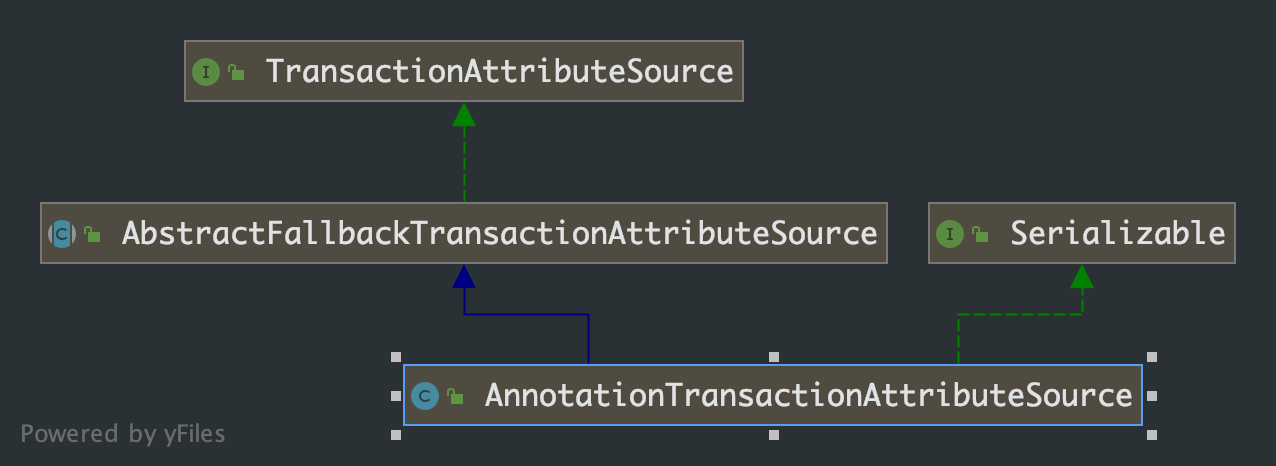 TransactionAttributeSource
AbstractFallbackTransactionAttributeSource
Serializable
AnnotationTransactionAttributeSource
Powered by yFiles